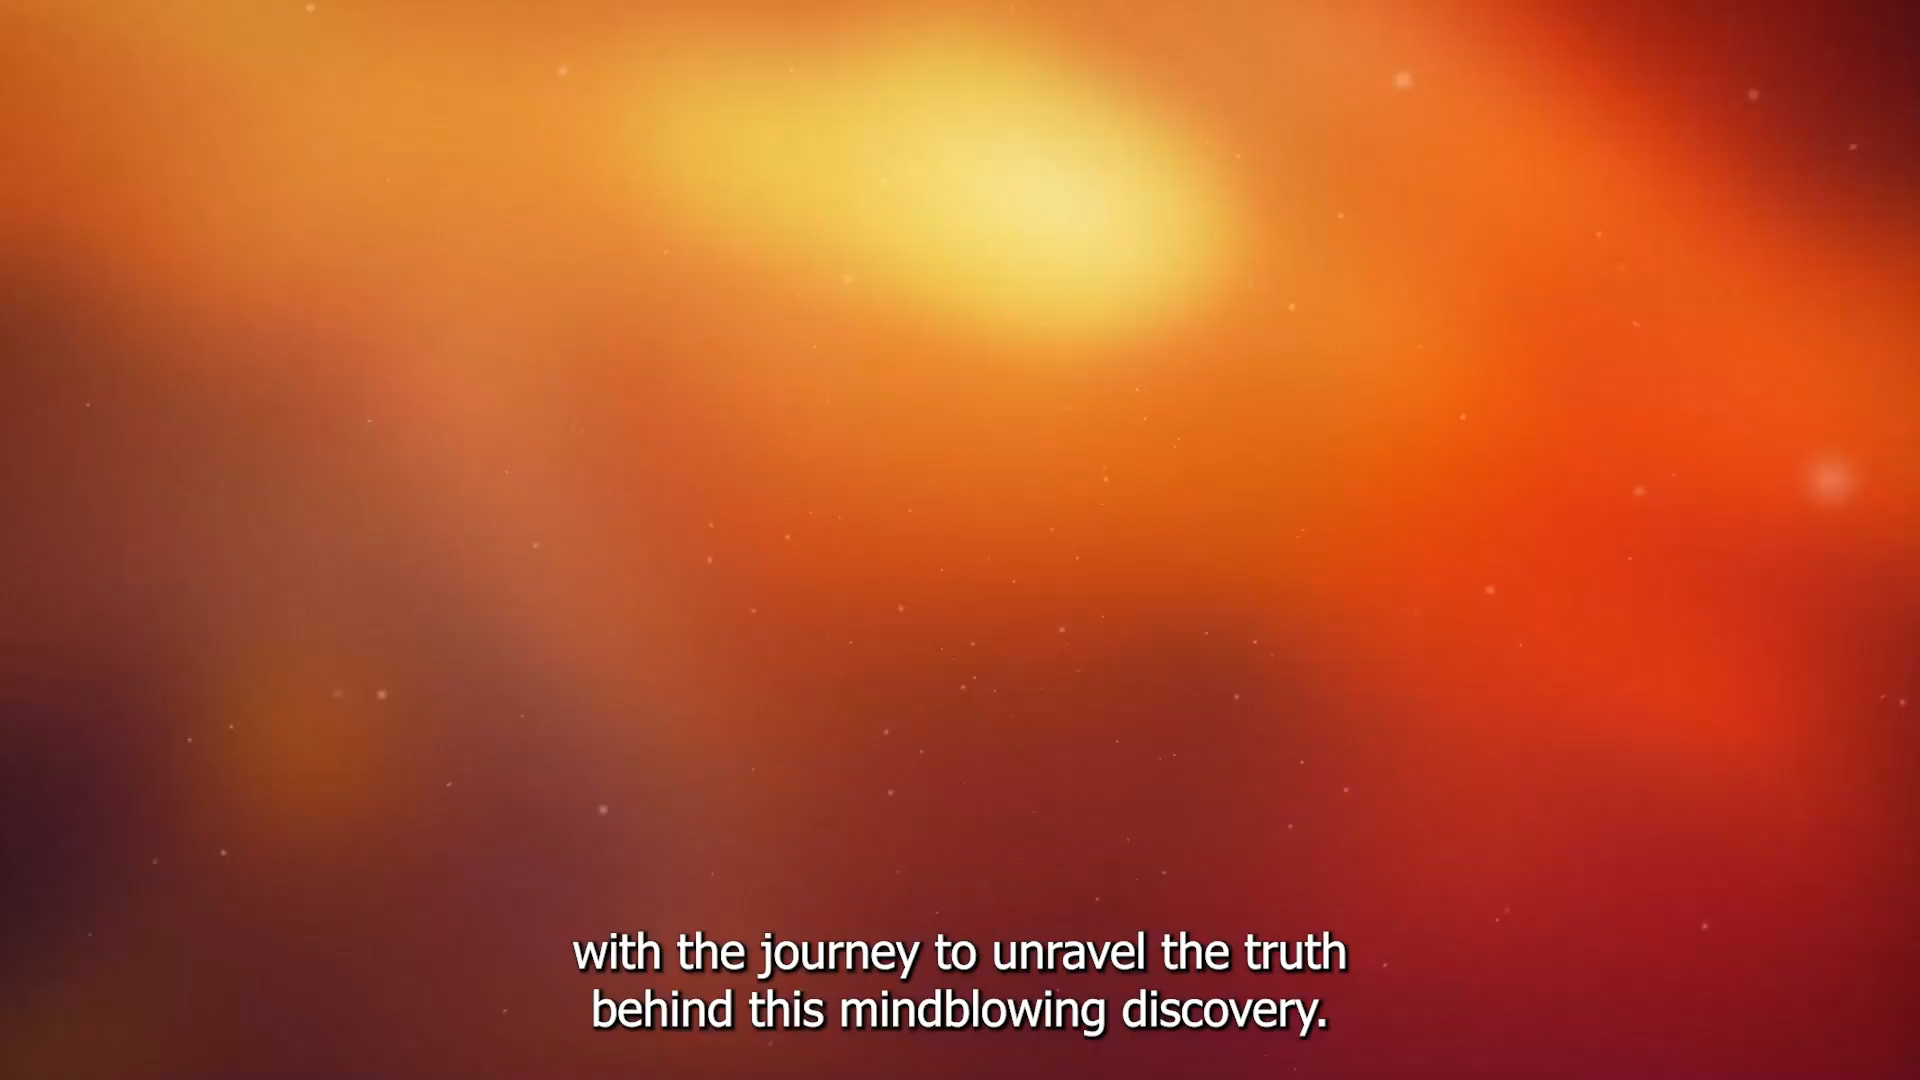 with the journey to unravel the truth
behind this mindblowing discovery.